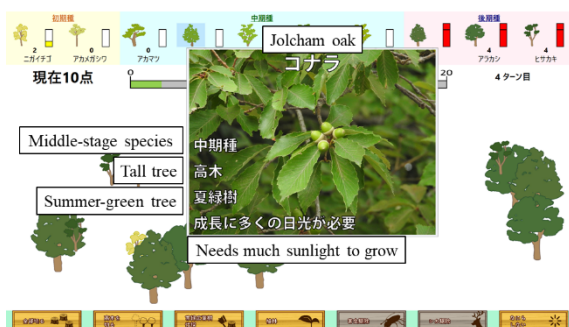 初期種
中期種
後期種
2
0
0
4
4
ニガイチゴ
アカメガシワ
アカマツ
アラカシ
ヒサカキ
Jolcham oak
コナラ
現在10点
0
20
4 ターン目
Middle-stage species
中期種
Tall tree
高木
Summer-green tree
夏緑樹
成長に多くの日光が必要
Needs much sunlight to grow